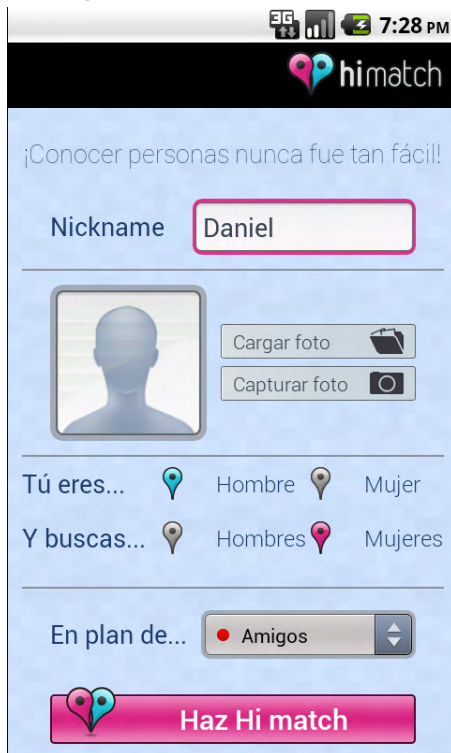 3G 7:28 PM
himatch
¡Conocer personas nunca fue tan fácil!
Nickname Daniel
Cargar foto
Capturar foto
Tú eres... Hombre Mujer
Y buscas... Hombres Mujeres
En plan de... Amigos
Haz Hi match